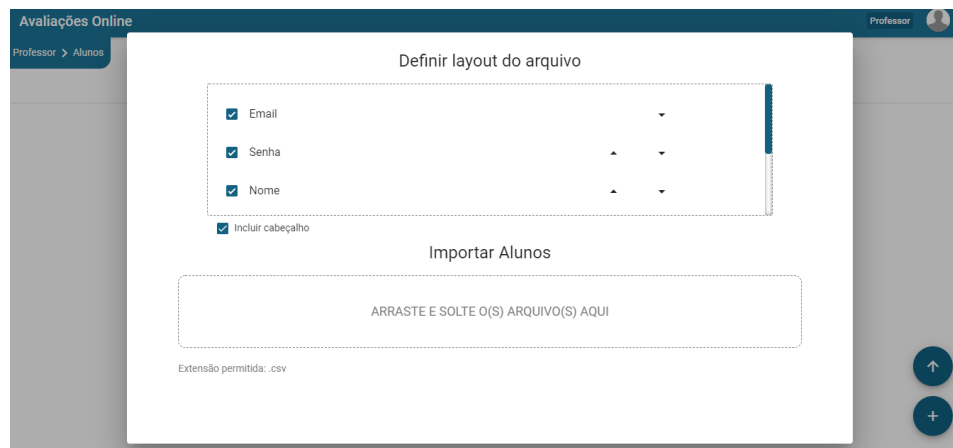 Avaliações Online
Professor
Professor > Alunos
Definir layout do arquivo
Email
Senha
Nome
Incluir cabeçalho
Importar Alunos
ARRASTE E SOLTE O(S) ARQUIVO(S) AQUI
Extensão permitida: .csv